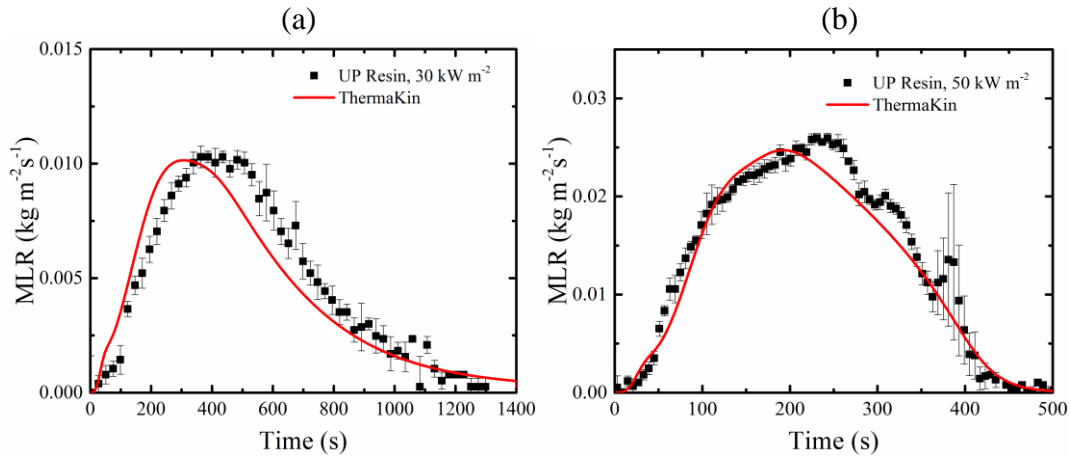 (a)
0.015
0.010
0.005
0.000
MLR (kg m⁻²s⁻¹)
UP Resin, 30 kW m⁻²
ThermaKin
0 200 400 600 800 1000 1200 1400
Time (s)
(b)
0.03
0.02
0.01
0.00
MLR (kg m⁻²s⁻¹)
UP Resin, 50 kW m⁻²
ThermaKin
0 100 200 300 400 500
Time (s)